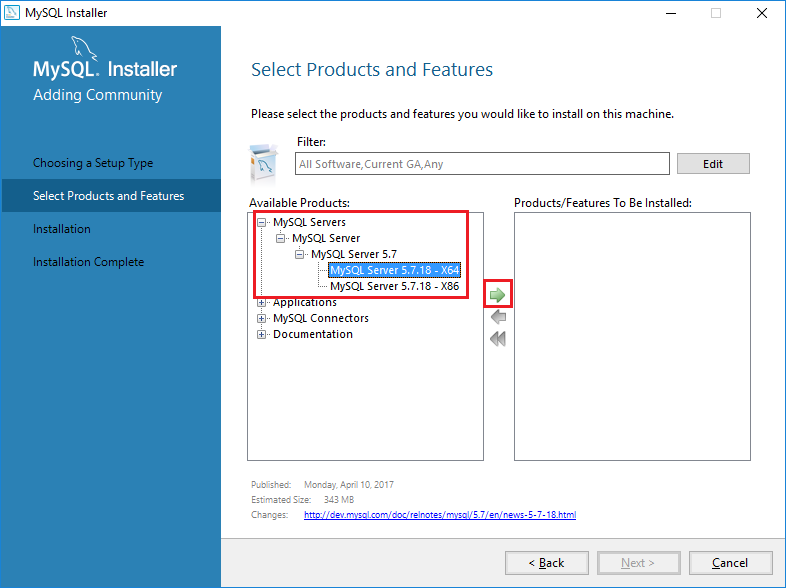 MySQL Installer
MySQL. Installer
Adding Community
Choosing a Setup Type
Select Products and Features
Installation
Installation Complete
Select Products and Features
Please select the products and features you would like to install on this machine.
Filter:
All Software,Current GA,Any
Edit
Available Products:
MySQL Servers
MySQL Server
MySQL Server 5.7
MySQL Server 5.7.18 - X64
MySQL Server 5.7.18 - X86
Applications
MySQL Connectors
Documentation
Products/Features To Be Installed:
Published: Monday, April 10, 2017
Estimated Size: 343 MB
Changes: http://dev.mysql.com/doc/relnotes/mysql/5.7/en/news-5-7-18.html
< Back
Next >
Cancel